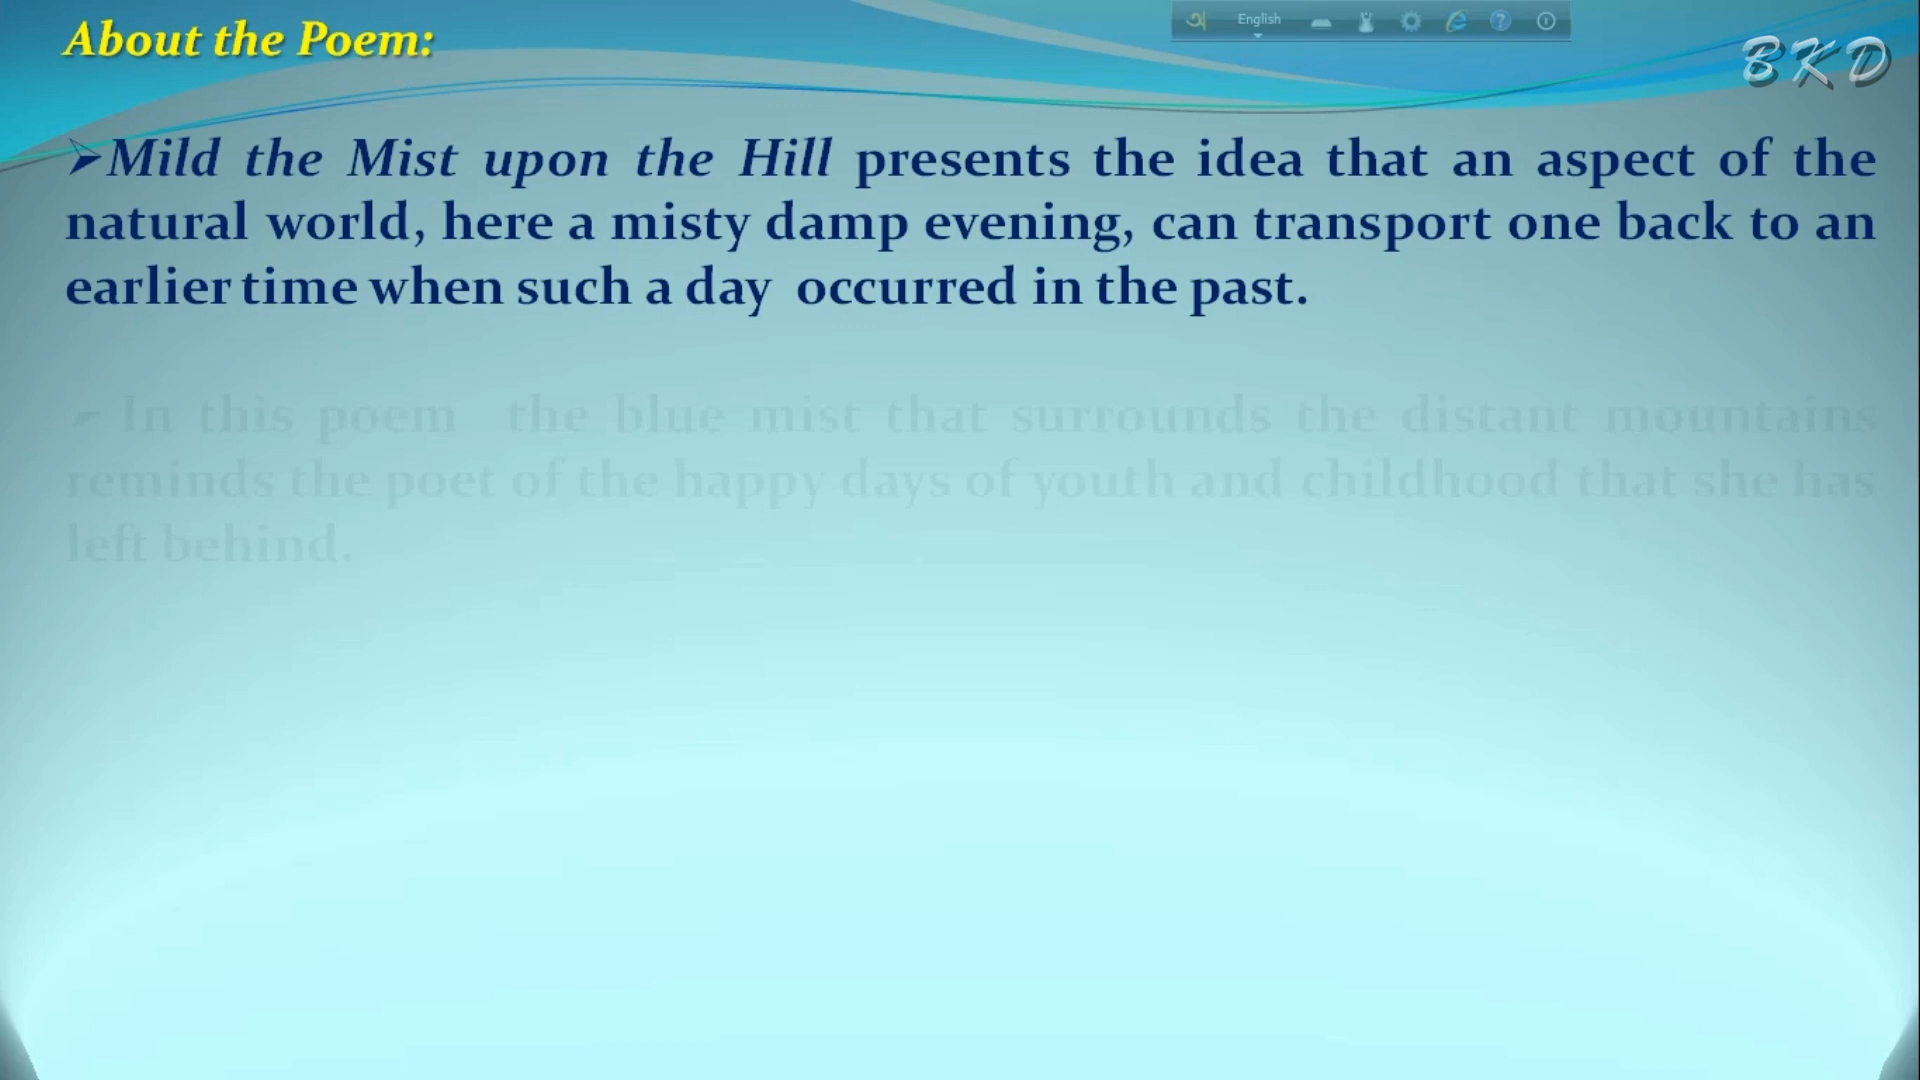 About the Poem:
English
BKD
➢Mild the Mist upon the Hill presents the idea that an aspect of the
natural world, here a misty damp evening, can transport one back to an
earlier time when such a day occurred in the past.
In this poem the blue mist that surrounds the distant mountains
reminds the poet of the happy days of youth and childhood that she has
left behind.